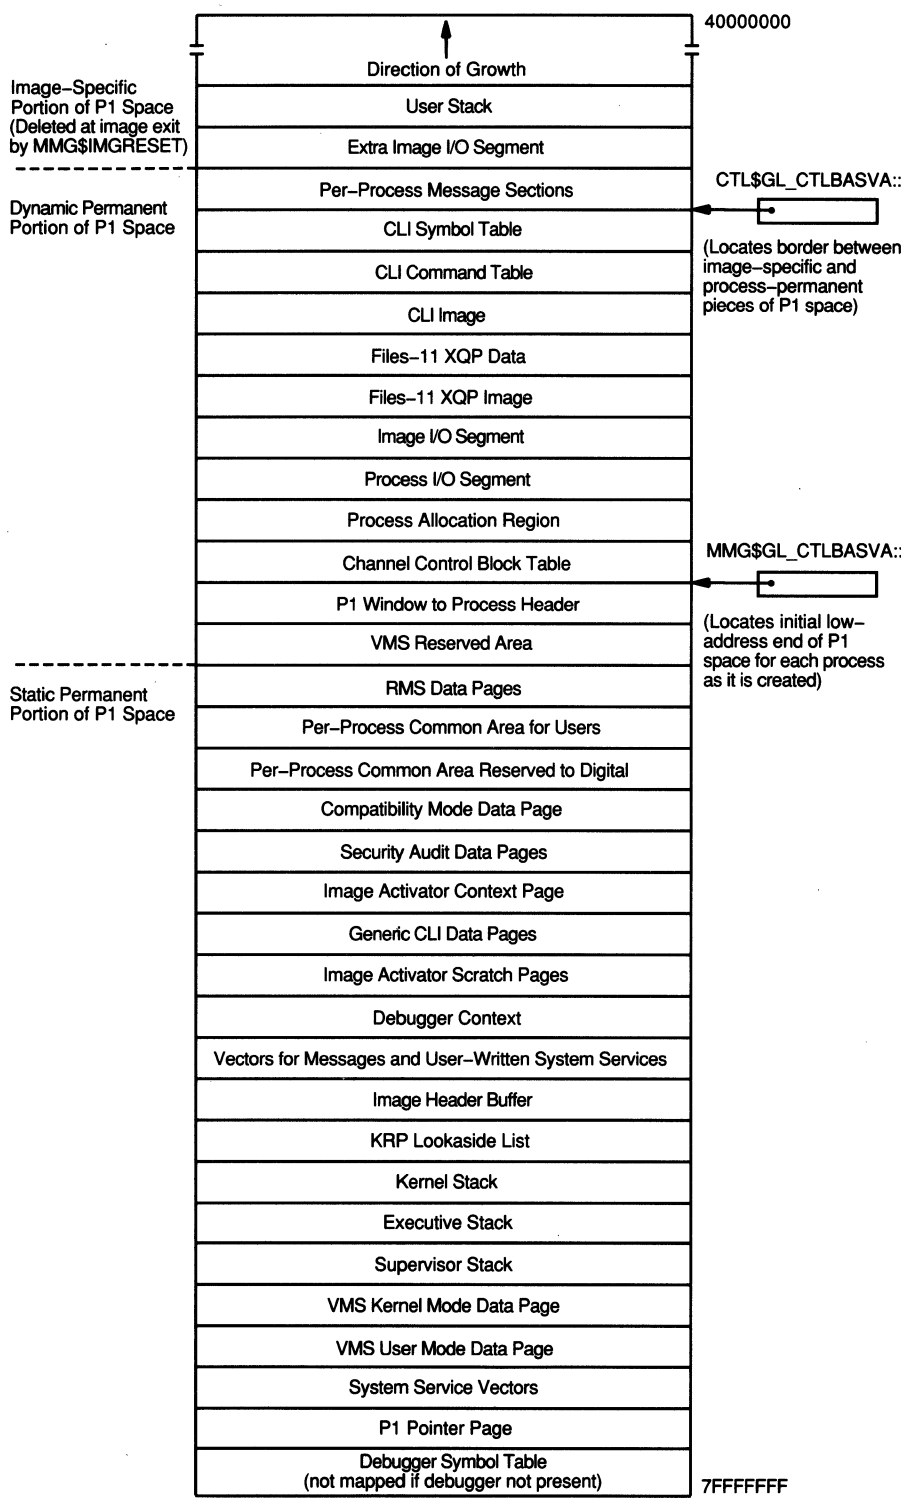 40000000
Direction of Growth
Image–Specific
Portion of P1 Space
(Deleted at image exit
by MMG$IMGRESET)
User Stack
Extra Image I/O Segment
Per–Process Message Sections
CTL$GL_CTLBASVA::
Dynamic Permanent
Portion of P1 Space
CLI Symbol Table
(Locates border between
image–specific and
process–permanent
pieces of P1 space)
CLI Command Table
CLI Image
Files–11 XQP Data
Files–11 XQP Image
Image I/O Segment
Process I/O Segment
Process Allocation Region
Channel Control Block Table
MMG$GL_CTLBASVA::
P1 Window to Process Header
(Locates initial low–
address end of P1
space for each process
as it is created)
VMS Reserved Area
Static Permanent
Portion of P1 Space
RMS Data Pages
Per–Process Common Area for Users
Per–Process Common Area Reserved to Digital
Compatibility Mode Data Page
Security Audit Data Pages
Image Activator Context Page
Generic CLI Data Pages
Image Activator Scratch Pages
Debugger Context
Vectors for Messages and User–Written System Services
Image Header Buffer
KRP Lookaside List
Kernel Stack
Executive Stack
Supervisor Stack
VMS Kernel Mode Data Page
VMS User Mode Data Page
System Service Vectors
P1 Pointer Page
Debugger Symbol Table
(not mapped if debugger not present)
7FFFFFFF